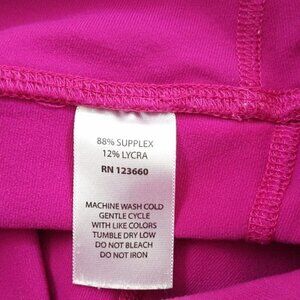 88% SUPPLEX
12% LYCRA
RN 123660
MACHINE WASH COLD
GENTLE CYCLE
WITH LIKE COLORS
TUMBLE DRY LOW
DO NOT BLEACH
DO NOT IRON